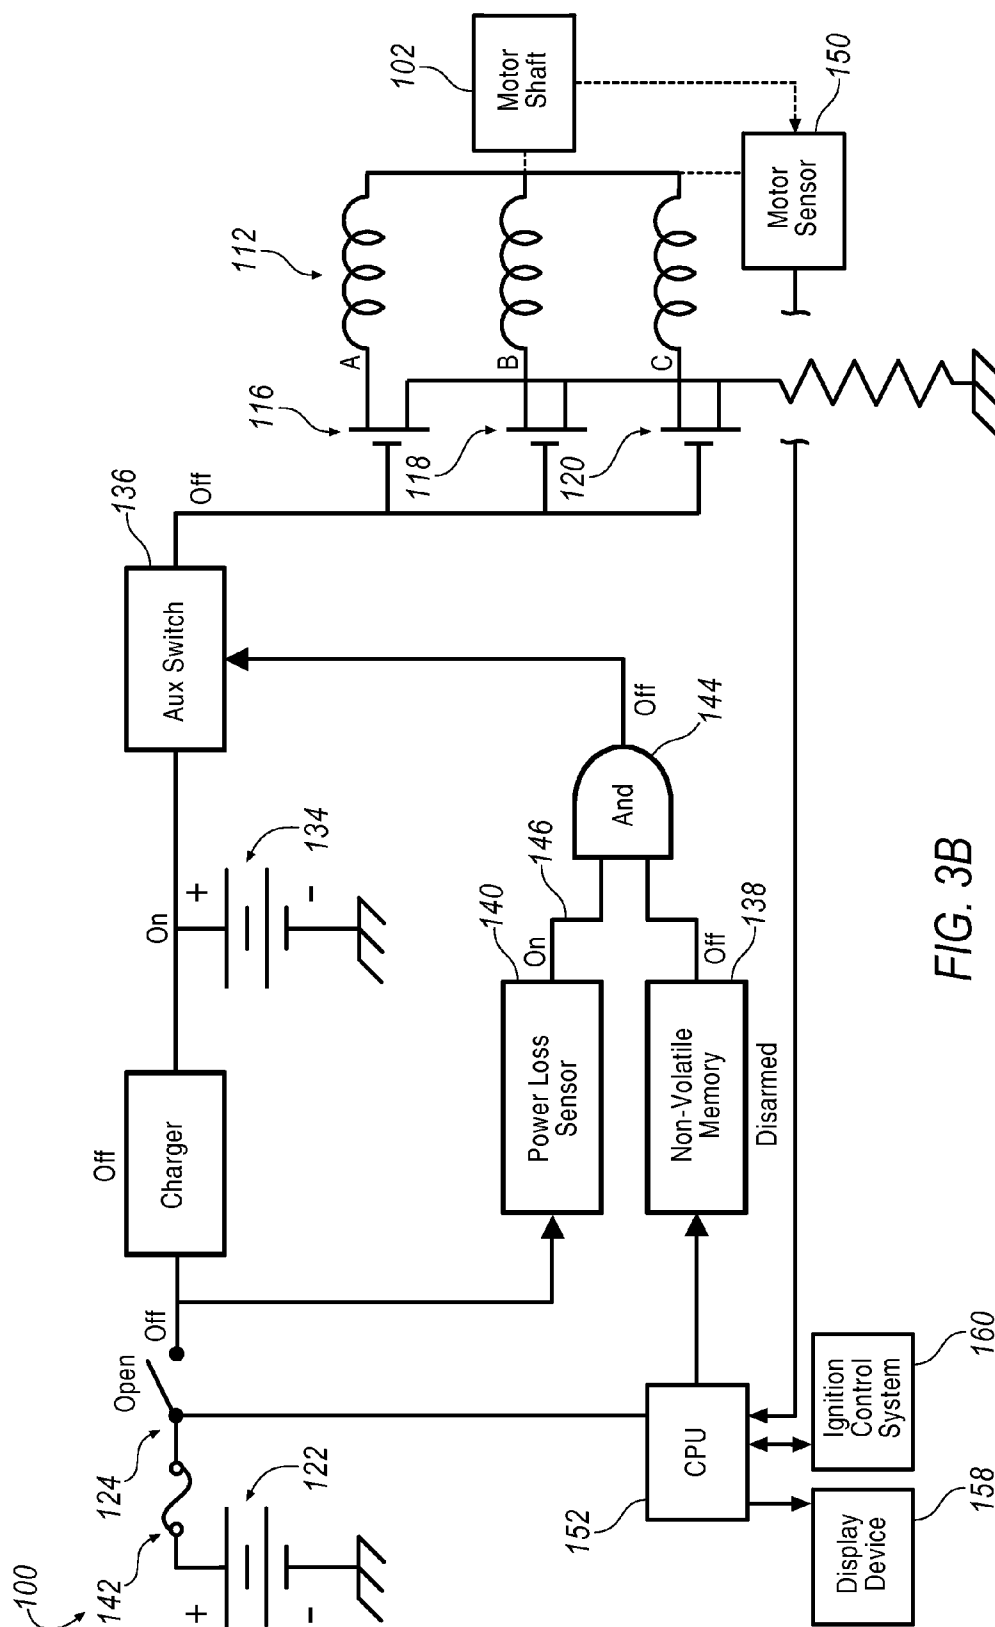 100
142
124
Open
Off
+
-
122
Off
Charger
On
+
-
134
Aux Switch
136
Off
116
118
120
A
B
C
112
Motor
Shaft
102
Motor
Sensor
150
Power Loss
Sensor
140
On
146
Non-Volatile
Memory
138
Off
Disarmed
And
144
Off
CPU
152
Display
Device
158
Ignition
Control
System
160
FIG. 3B